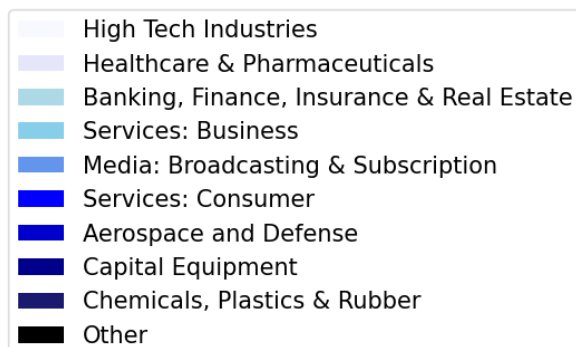 High Tech Industries
Healthcare & Pharmaceuticals
Banking, Finance, Insurance & Real Estate
Services: Business
Media: Broadcasting & Subscription
Services: Consumer
Aerospace and Defense
Capital Equipment
Chemicals, Plastics & Rubber
Other